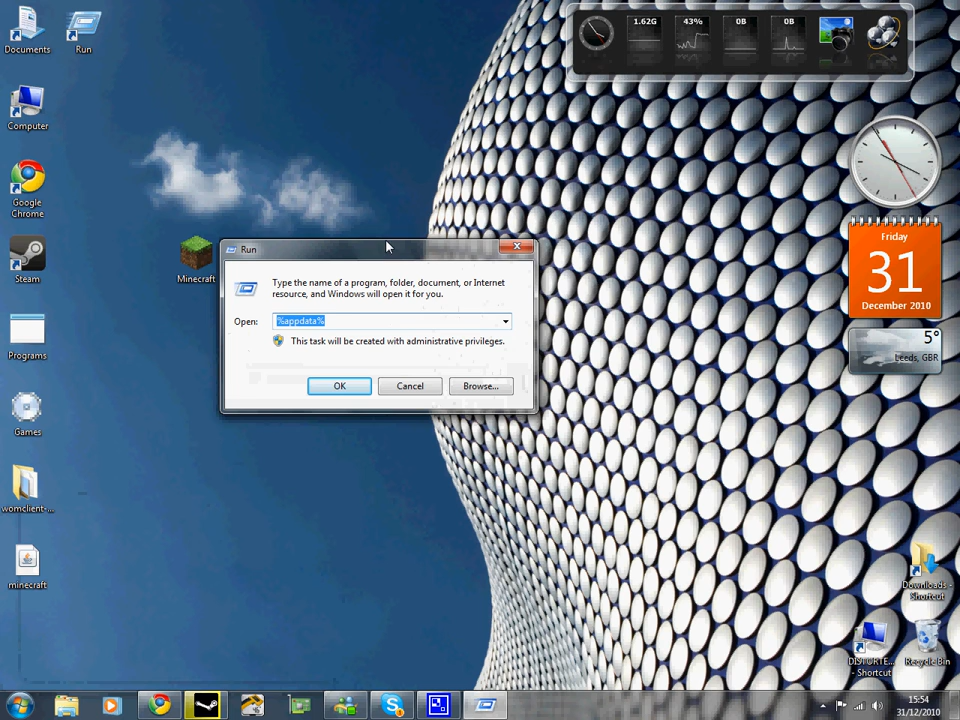 Documents
Run
Computer
Google
Chrome
Steam
Programs
Games
womclient-...
minecraft
Minecraft
Run
Type the name of a program, folder, document, or Internet
resource, and Windows will open it for you.
Open:
%appdata%
This task will be created with administrative privileges.
OK
Cancel
Browse...
1.62G
43%
0B
0B
Friday
31
December 2010
5°
Leeds, GBR
Downloads -
Shortcut
DISTORTE...
- Shortcut
Recycle Bin
15:54
31/12/2010